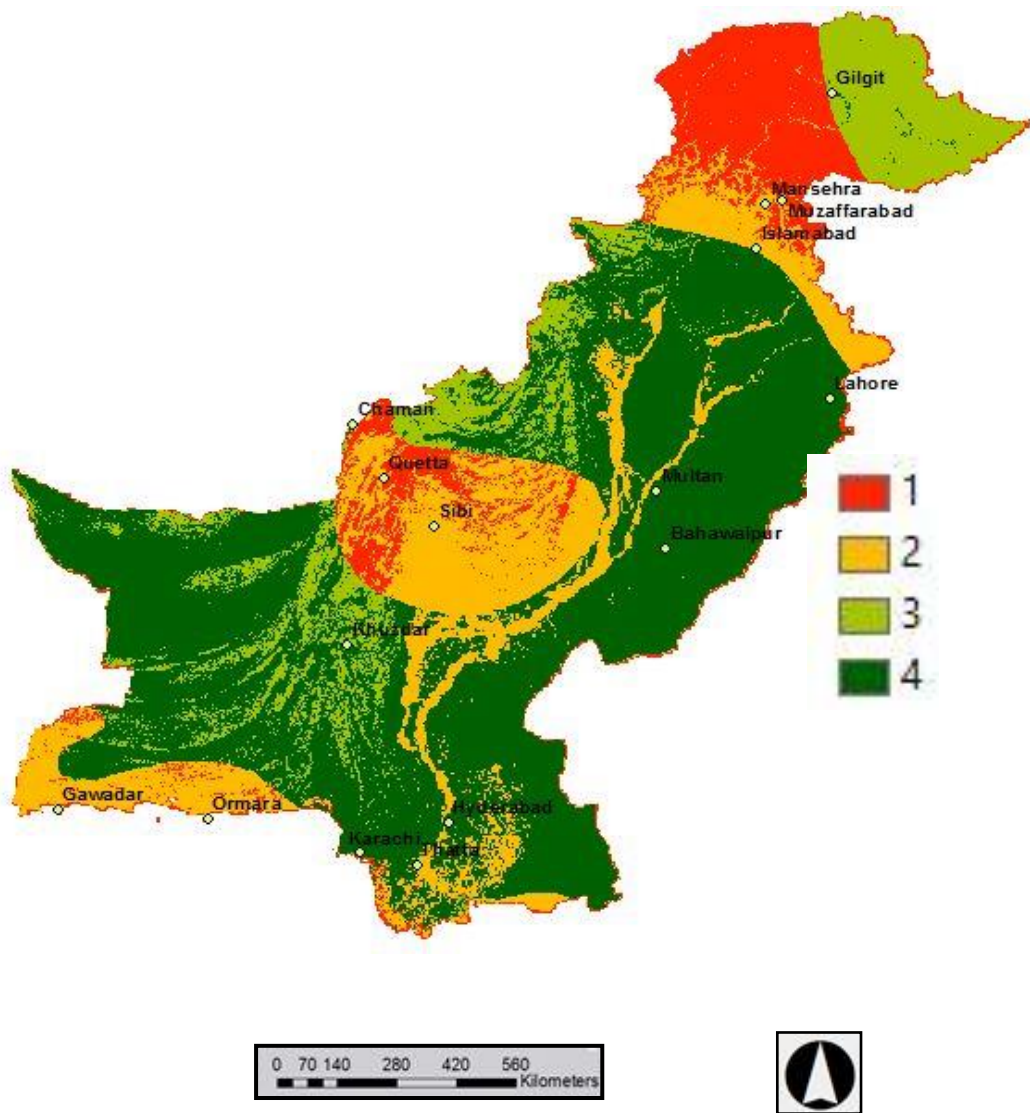 Gilgit
Mansehra
Muzaffarabad
Islamabad
Lahore
Chaman
Quetta
Multan
Sibi
Bahawalpur
Khuzdar
Gawadar
Ormara
Hyderabad
Karachi
Thatta
1
2
3
4
0 70 140 280 420 560
Kilometers